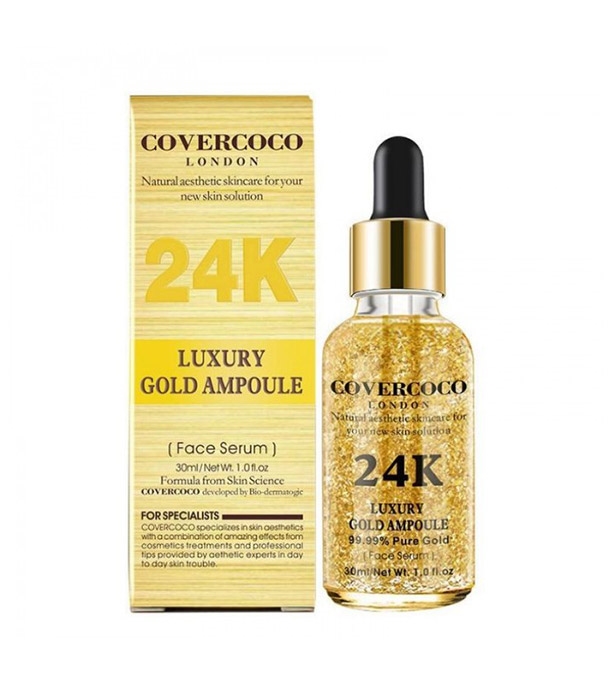 COVERCOCO
LONDON
Natural aesthetic skincare for your
new skin solution
24K
LUXURY
GOLD AMPOULE
( Face Serum )
30ml/Net Wt. 1.0 fl.oz
Formula from Skin Science
COVERCOCO developed by Bio-dermatogic
FOR SPECIALISTS
COVERCOCO specializes in skin aesthetics
with a combination of amazing effects from
cosmetics treatments and professional
tips provided by aethetic experts in day
to day skin trouble.
COVERCOCO
LONDON
Natural aesthetic skincare for
your new skin solution
24K
LUXURY
GOLD AMPOULE
99.99% Pure Gold
( Face Serum )
30ml/Net Wt. 1.0 fl.oz